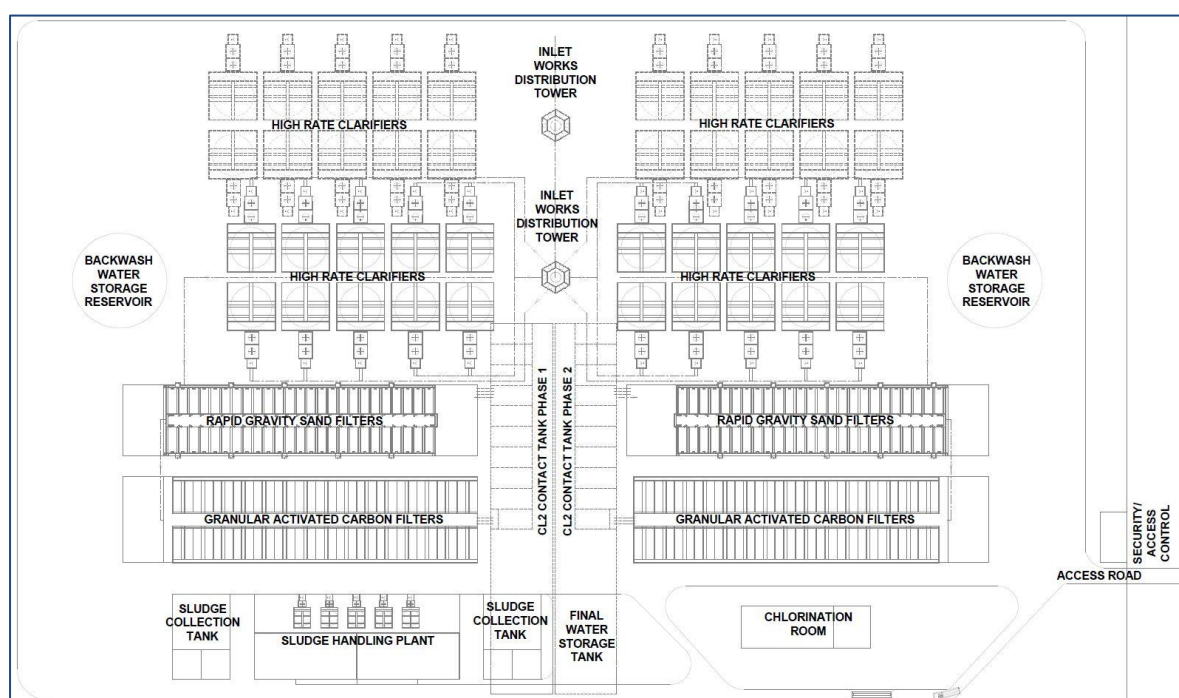 INLET
WORKS
DISTRIBUTION
TOWER
HIGH RATE CLARIFIERS
HIGH RATE CLARIFIERS
INLET
WORKS
DISTRIBUTION
TOWER
BACKWASH
WATER
STORAGE
RESERVOIR
HIGH RATE CLARIFIERS
HIGH RATE CLARIFIERS
BACKWASH
WATER
STORAGE
RESERVOIR
CL2 CONTACT TANK PHASE 1
CL2 CONTACT TANK PHASE 2
RAPID GRAVITY SAND FILTERS
RAPID GRAVITY SAND FILTERS
GRANULAR ACTIVATED CARBON FILTERS
GRANULAR ACTIVATED CARBON FILTERS
SECURITY/
ACCESS
CONTROL
ACCESS ROAD
SLUDGE
COLLECTION
TANK
SLUDGE HANDLING PLANT
SLUDGE
COLLECTION
TANK
FINAL
WATER
STORAGE
TANK
CHLORINATION
ROOM